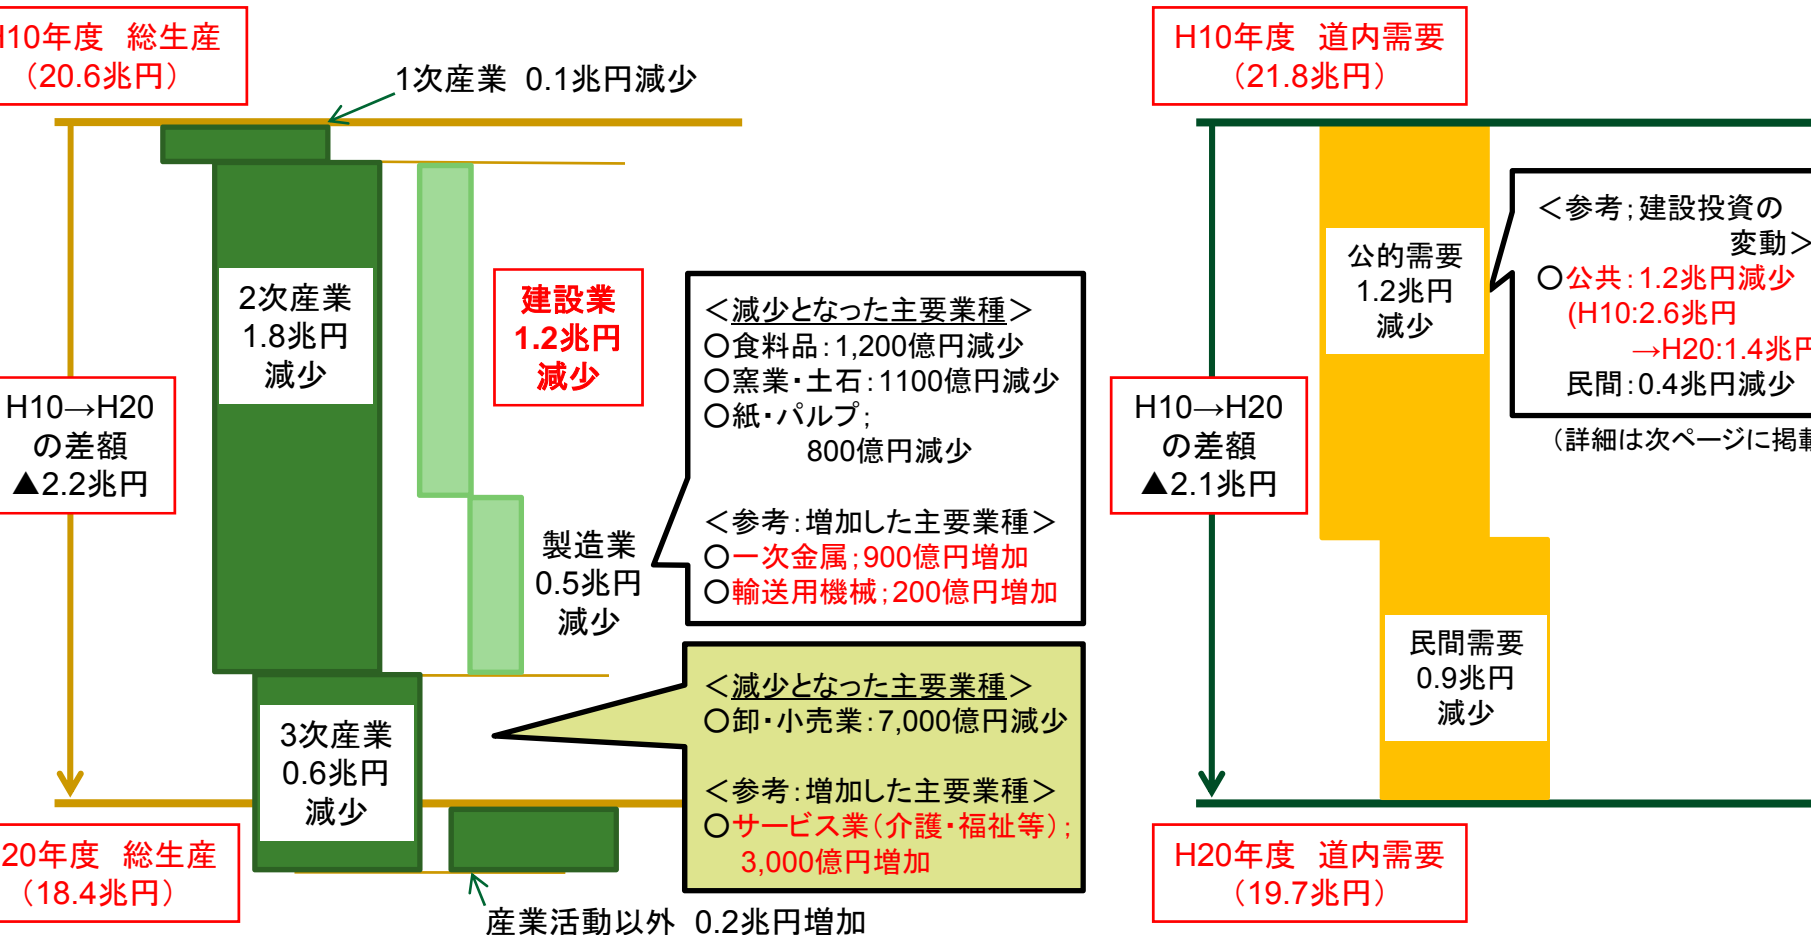 H10年度　総生産
（20.6兆円）
1次産業 0.1兆円減少
2次産業
1.8兆円
減少
建設業
1.2兆円
減少
製造業
0.5兆円
減少
H10→H20
の差額
▲2.2兆円
＜減少となった主要業種＞
○食料品：1,200億円減少
○窯業・土石：1100億円減少
○紙・パルプ；
800億円減少
＜参考：増加した主要業種＞
○一次金属；900億円増加
○輸送用機械；200億円増加
3次産業
0.6兆円
減少
＜減少となった主要業種＞
○卸・小売業：7,000億円減少
＜参考：増加した主要業種＞
○サービス業（介護・福祉等）；
3,000億円増加
20年度　総生産
（18.4兆円）
産業活動以外 0.2兆円増加
H10年度　道内需要
（21.8兆円）
公的需要
1.2兆円
減少
＜参考；建設投資の
変動＞
○公共：1.2兆円減少
(H10:2.6兆円
→H20:1.4兆円
民間：0.4兆円減少
（詳細は次ページに掲載
H10→H20
の差額
▲2.1兆円
民間需要
0.9兆円
減少
H20年度　道内需要
（19.7兆円）